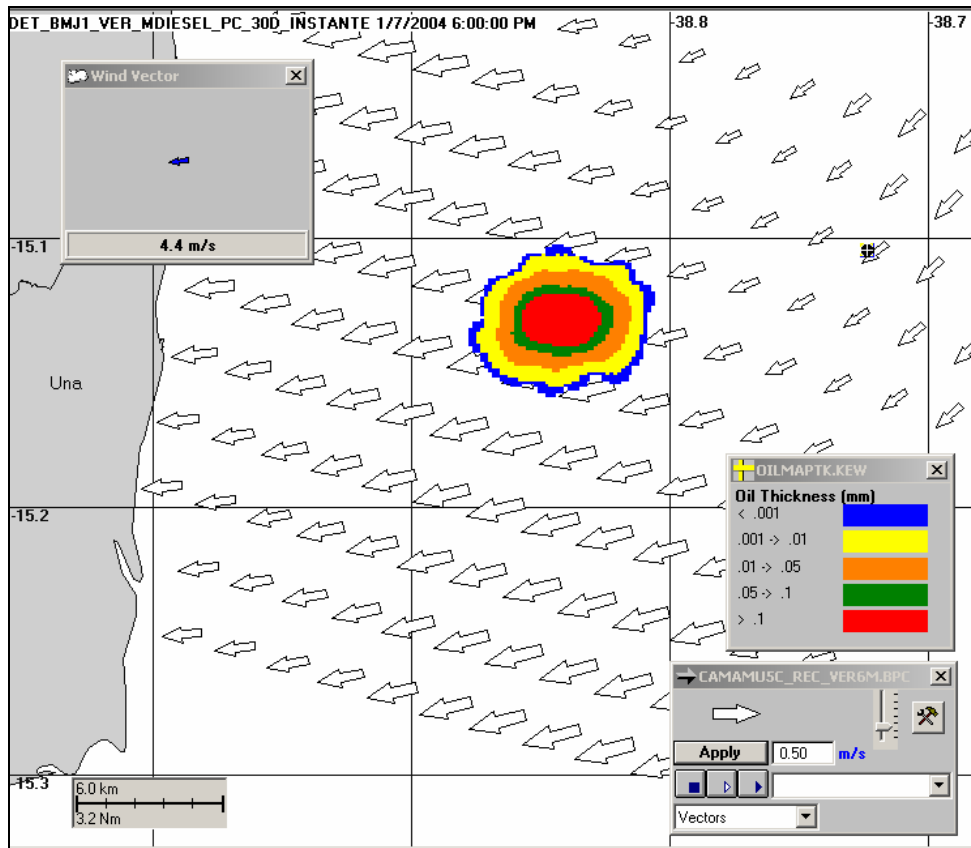 DET_BMJ1_VER_MDIESEL_PC_30D_INSTANTE 1/7/2004 6:00:00 PM
-38.8
-38.7
Wind Vector
4.4 m/s
-15.1
Una
-15.2
OILMAPTK.KEW
Oil Thickness (mm)
< .001
.001 -> .01
.01 -> .05
.05 -> .1
> .1
CAMAMU5C_REC_VER6M.BPC
Apply
0.50
m/s
Vectors
-15.3
6.0 km
3.2 Nm